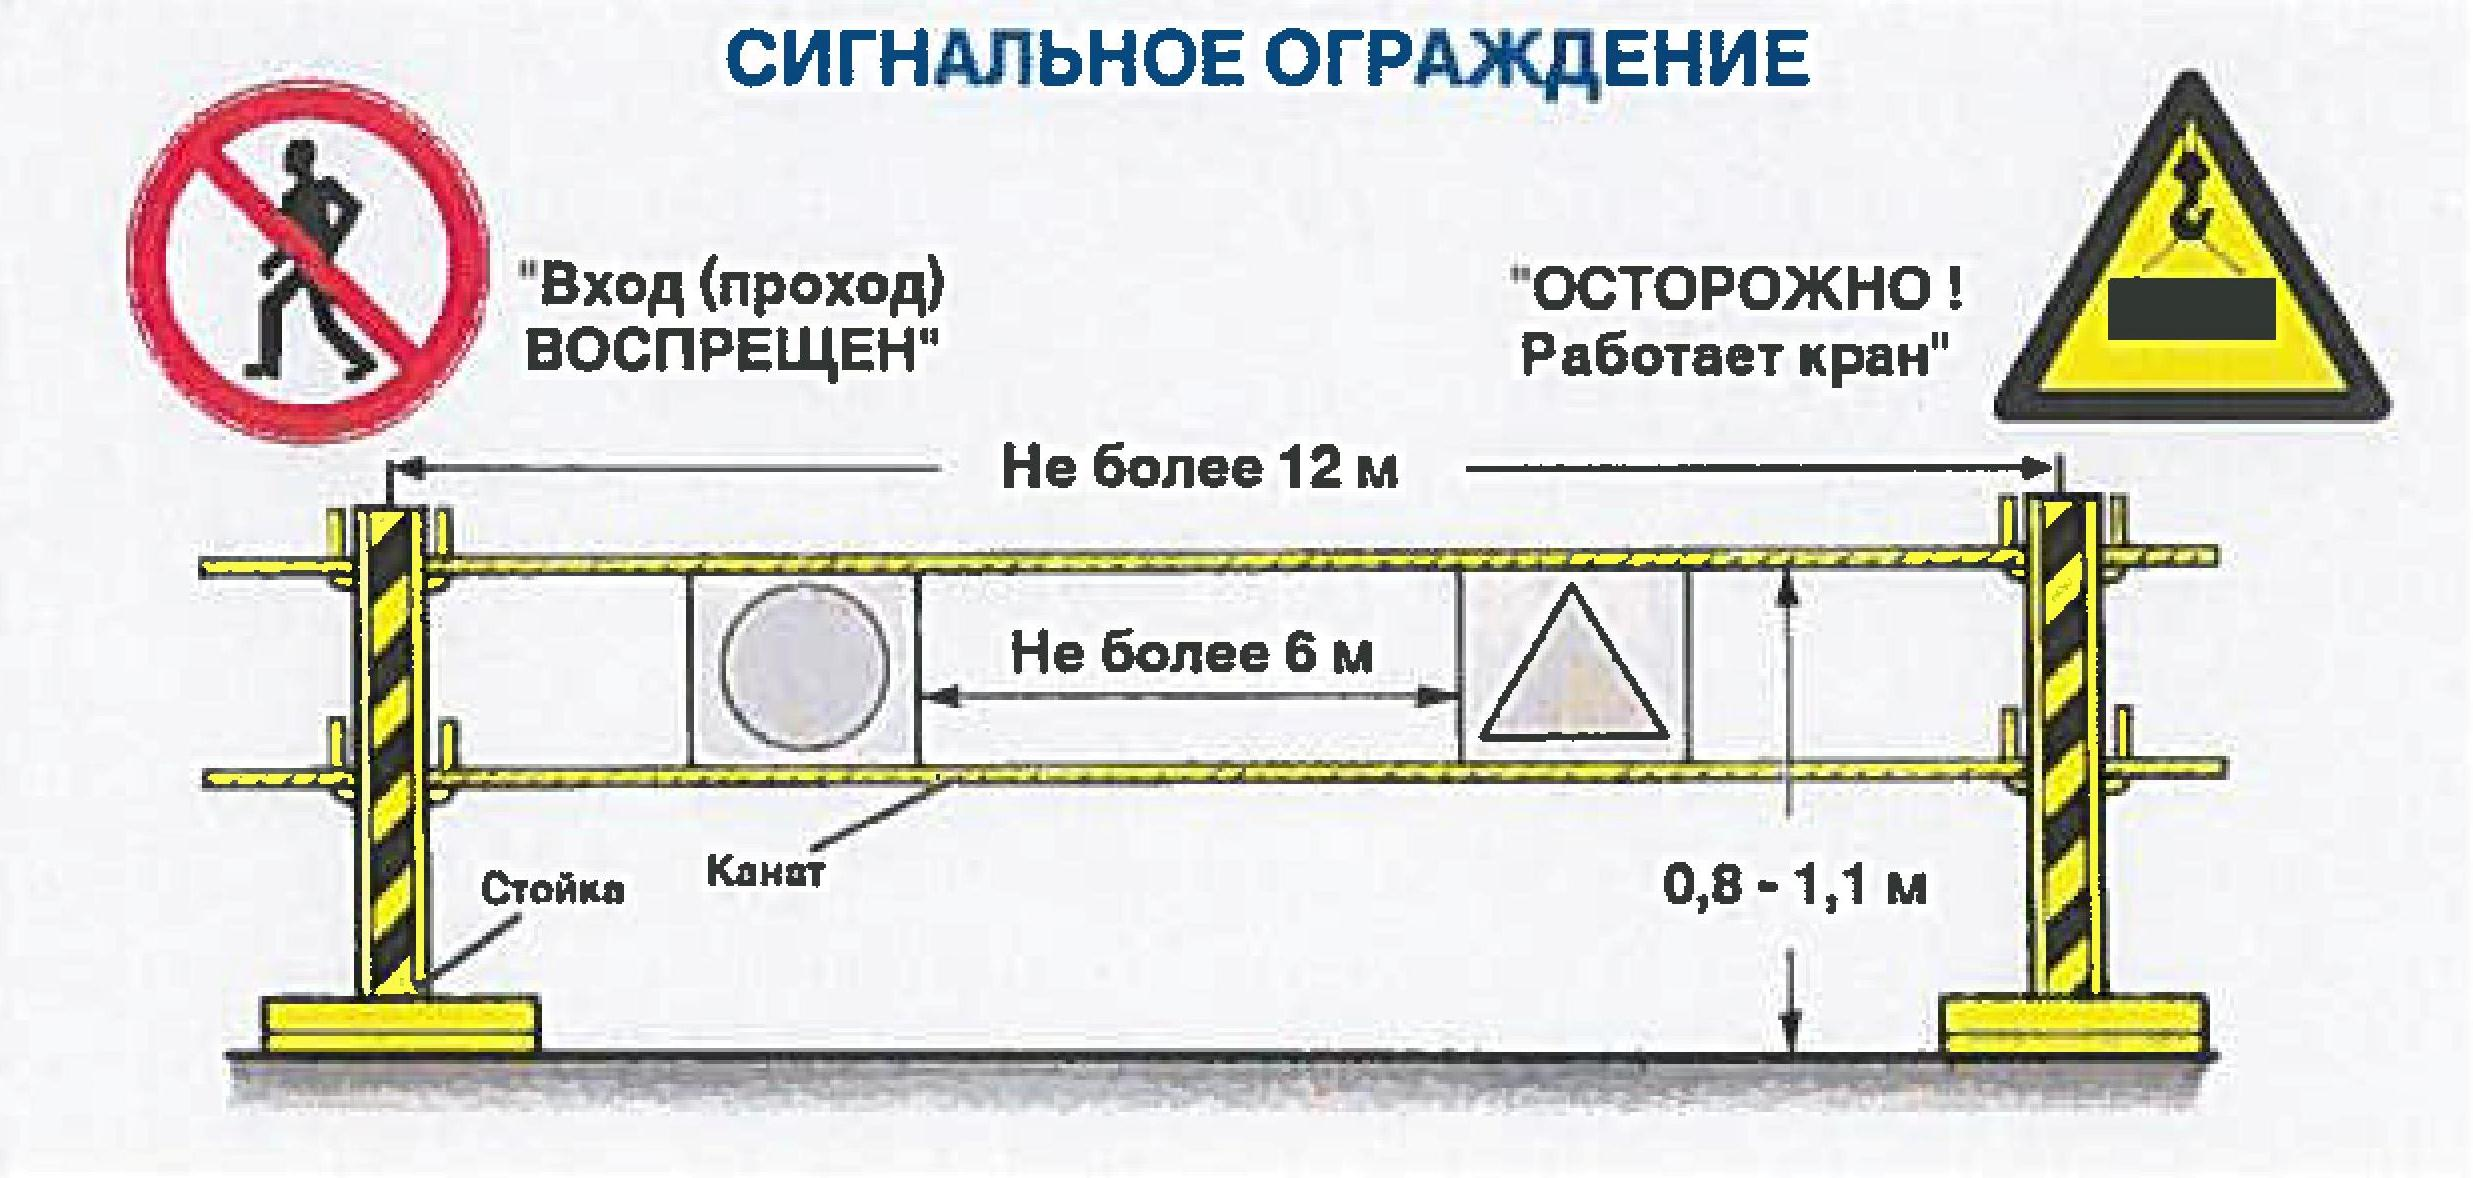 СИГНАЛЬНОЕ ОГРАЖДЕНИЕ
"Вход (проход)
ВОСПРЕЩЕН"
"ОСТОРОЖНО !
Работает кран"
Не более 12 м
Не более 6 м
Канат
Стойка
0,8 - 1,1 м